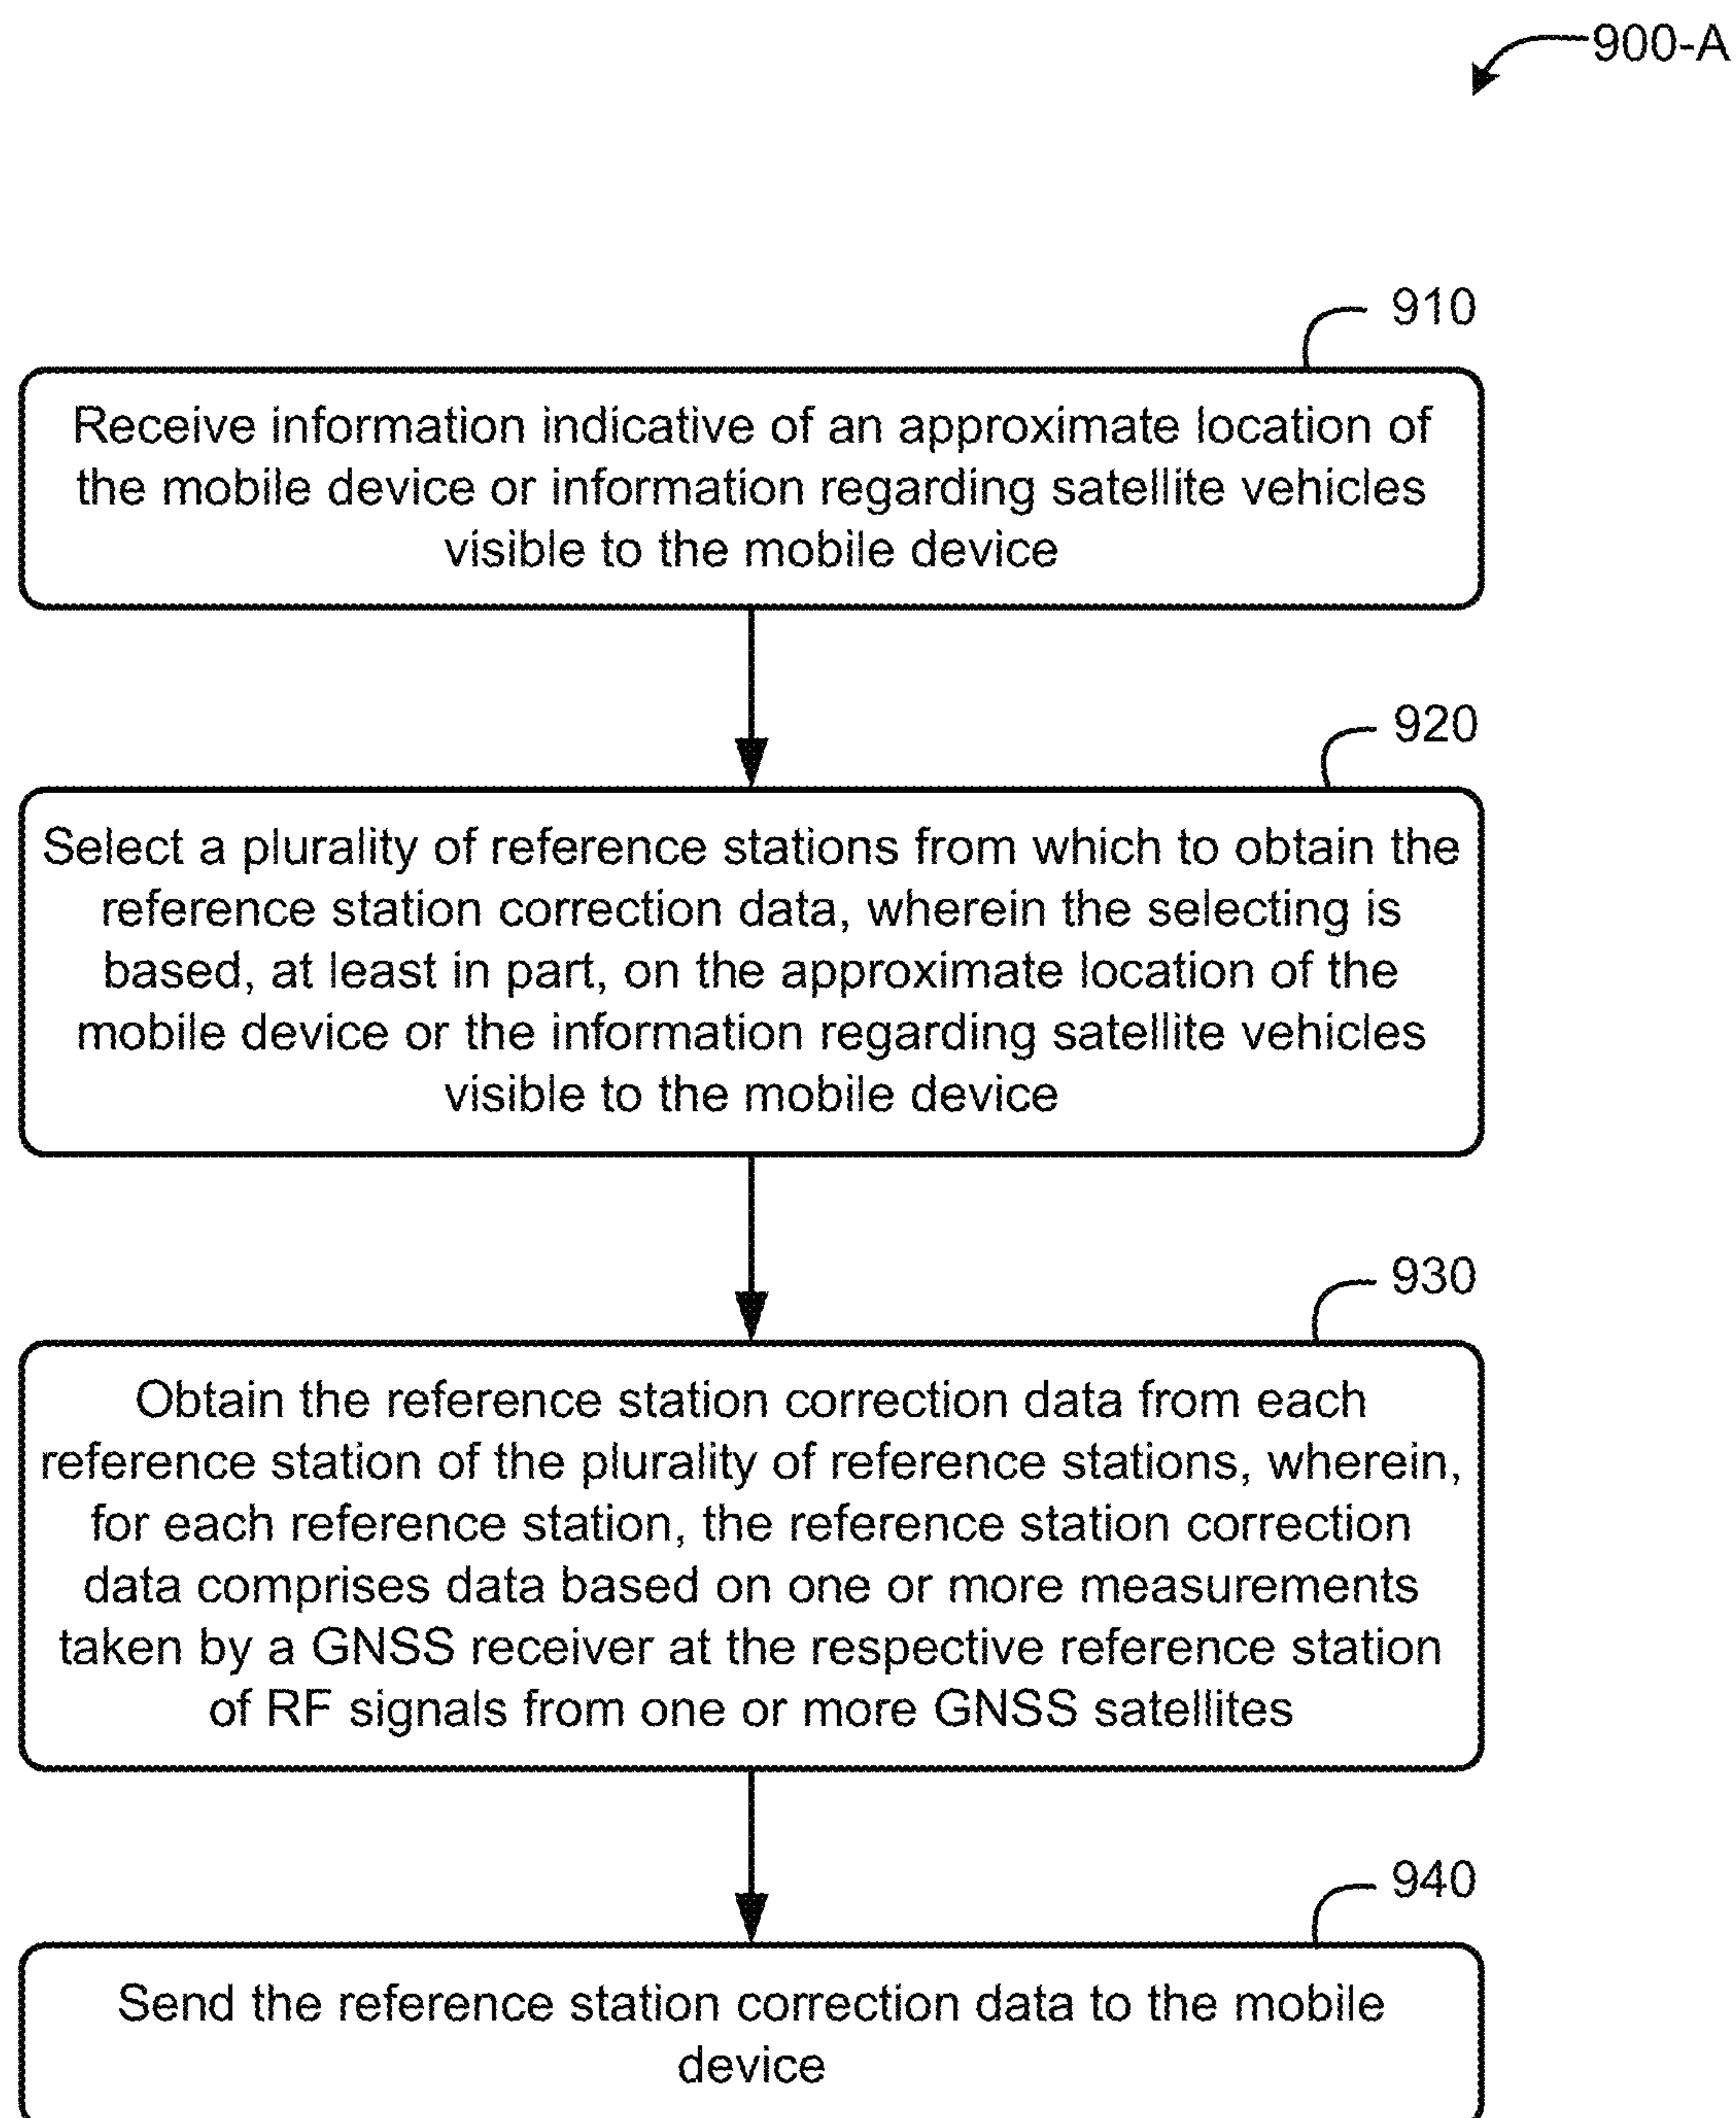 900-A
910
Receive information indicative of an approximate location of
the mobile device or information regarding satellite vehicles
visible to the mobile device
920
Select a plurality of reference stations from which to obtain the
reference station correction data, wherein the selecting is
based, at least in part, on the approximate location of the
mobile device or the information regarding satellite vehicles
visible to the mobile device
930
Obtain the reference station correction data from each
reference station of the plurality of reference stations, wherein,
for each reference station, the reference station correction
data comprises data based on one or more measurements
taken by a GNSS receiver at the respective reference station
of RF signals from one or more GNSS satellites
940
Send the reference station correction data to the mobile
device